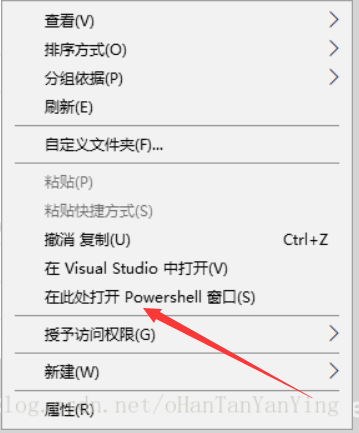 查看(V)
排序方式(O)
分组依据(P)
刷新(E)
自定义文件夹(F)...
粘贴(P)
粘贴快捷方式(S)
撤消 复制(U) Ctrl+Z
在 Visual Studio 中打开(V)
在此处打开 Powershell 窗口(S)
授予访问权限(G)
新建(W)
log.csdn.net/oHanTanYanYing
属性(R)